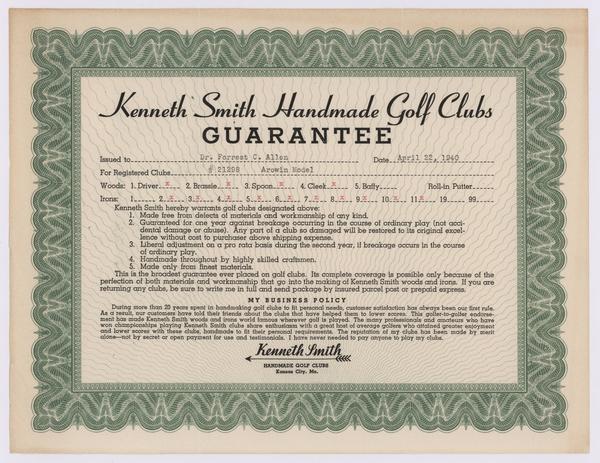 Kenneth Smith Handmade Golf Clubs
GUARANTEE
Issued to Dr. Forrest C. Allen Date April 22, 1940
For Registered Clubs # 21298 Arowin Model
Woods: 1. Driver x 2. Brassie x 3. Spoon x 4. Cleek x 5. Baffy Roll-in Putter
Irons: 1. 2. x 3. x 4. x 5. x 6. x 7. x 8. x 9. x 10. x 11. x 19. 99.
Kenneth Smith hereby warrants golf clubs designated above:
1. Made free from defects of materials and workmanship of any kind.
2. Guaranteed for one year against breakage occurring in the course of ordinary play (not acci-
dental damage or abuse). Any part of a club so damaged will be restored to its original excel-
lence without cost to purchaser above shipping expense.
3. Liberal adjustment on a pro rata basis during the second year, if breakage occurs in the course
of ordinary play.
4. Handmade throughout by highly skilled craftsmen.
5. Made only from finest materials.
This is the broadest guarantee ever placed on golf clubs. Its complete coverage is possible only because of the
perfection of both materials and workmanship that go into the making of Kenneth Smith woods and irons. If you are
returning any clubs, be sure to write me in full and send package by insured parcel post or prepaid express.
MY BUSINESS POLICY
During more than 20 years spent in handmaking golf clubs to fit personal needs, customer satisfaction has always been our first rule.
As a result, our customers have told their friends about the clubs that have helped them to lower scores. This golfer-to-golfer endorse-
ment has made Kenneth Smith woods and irons world famous wherever golf is played. The many professionals and amateurs who have
won championships playing Kenneth Smith clubs share enthusiasm with a great host of average golfers who attained greater enjoyment
and lower scores with these clubs, handmade to fit their personal requirements. The reputation of my clubs has been made by merit
alone—not by secret or open payment for use and testimonials. I have never needed to pay anyone to play my clubs.
Kenneth Smith
HANDMADE GOLF CLUBS
Kansas City, Mo.